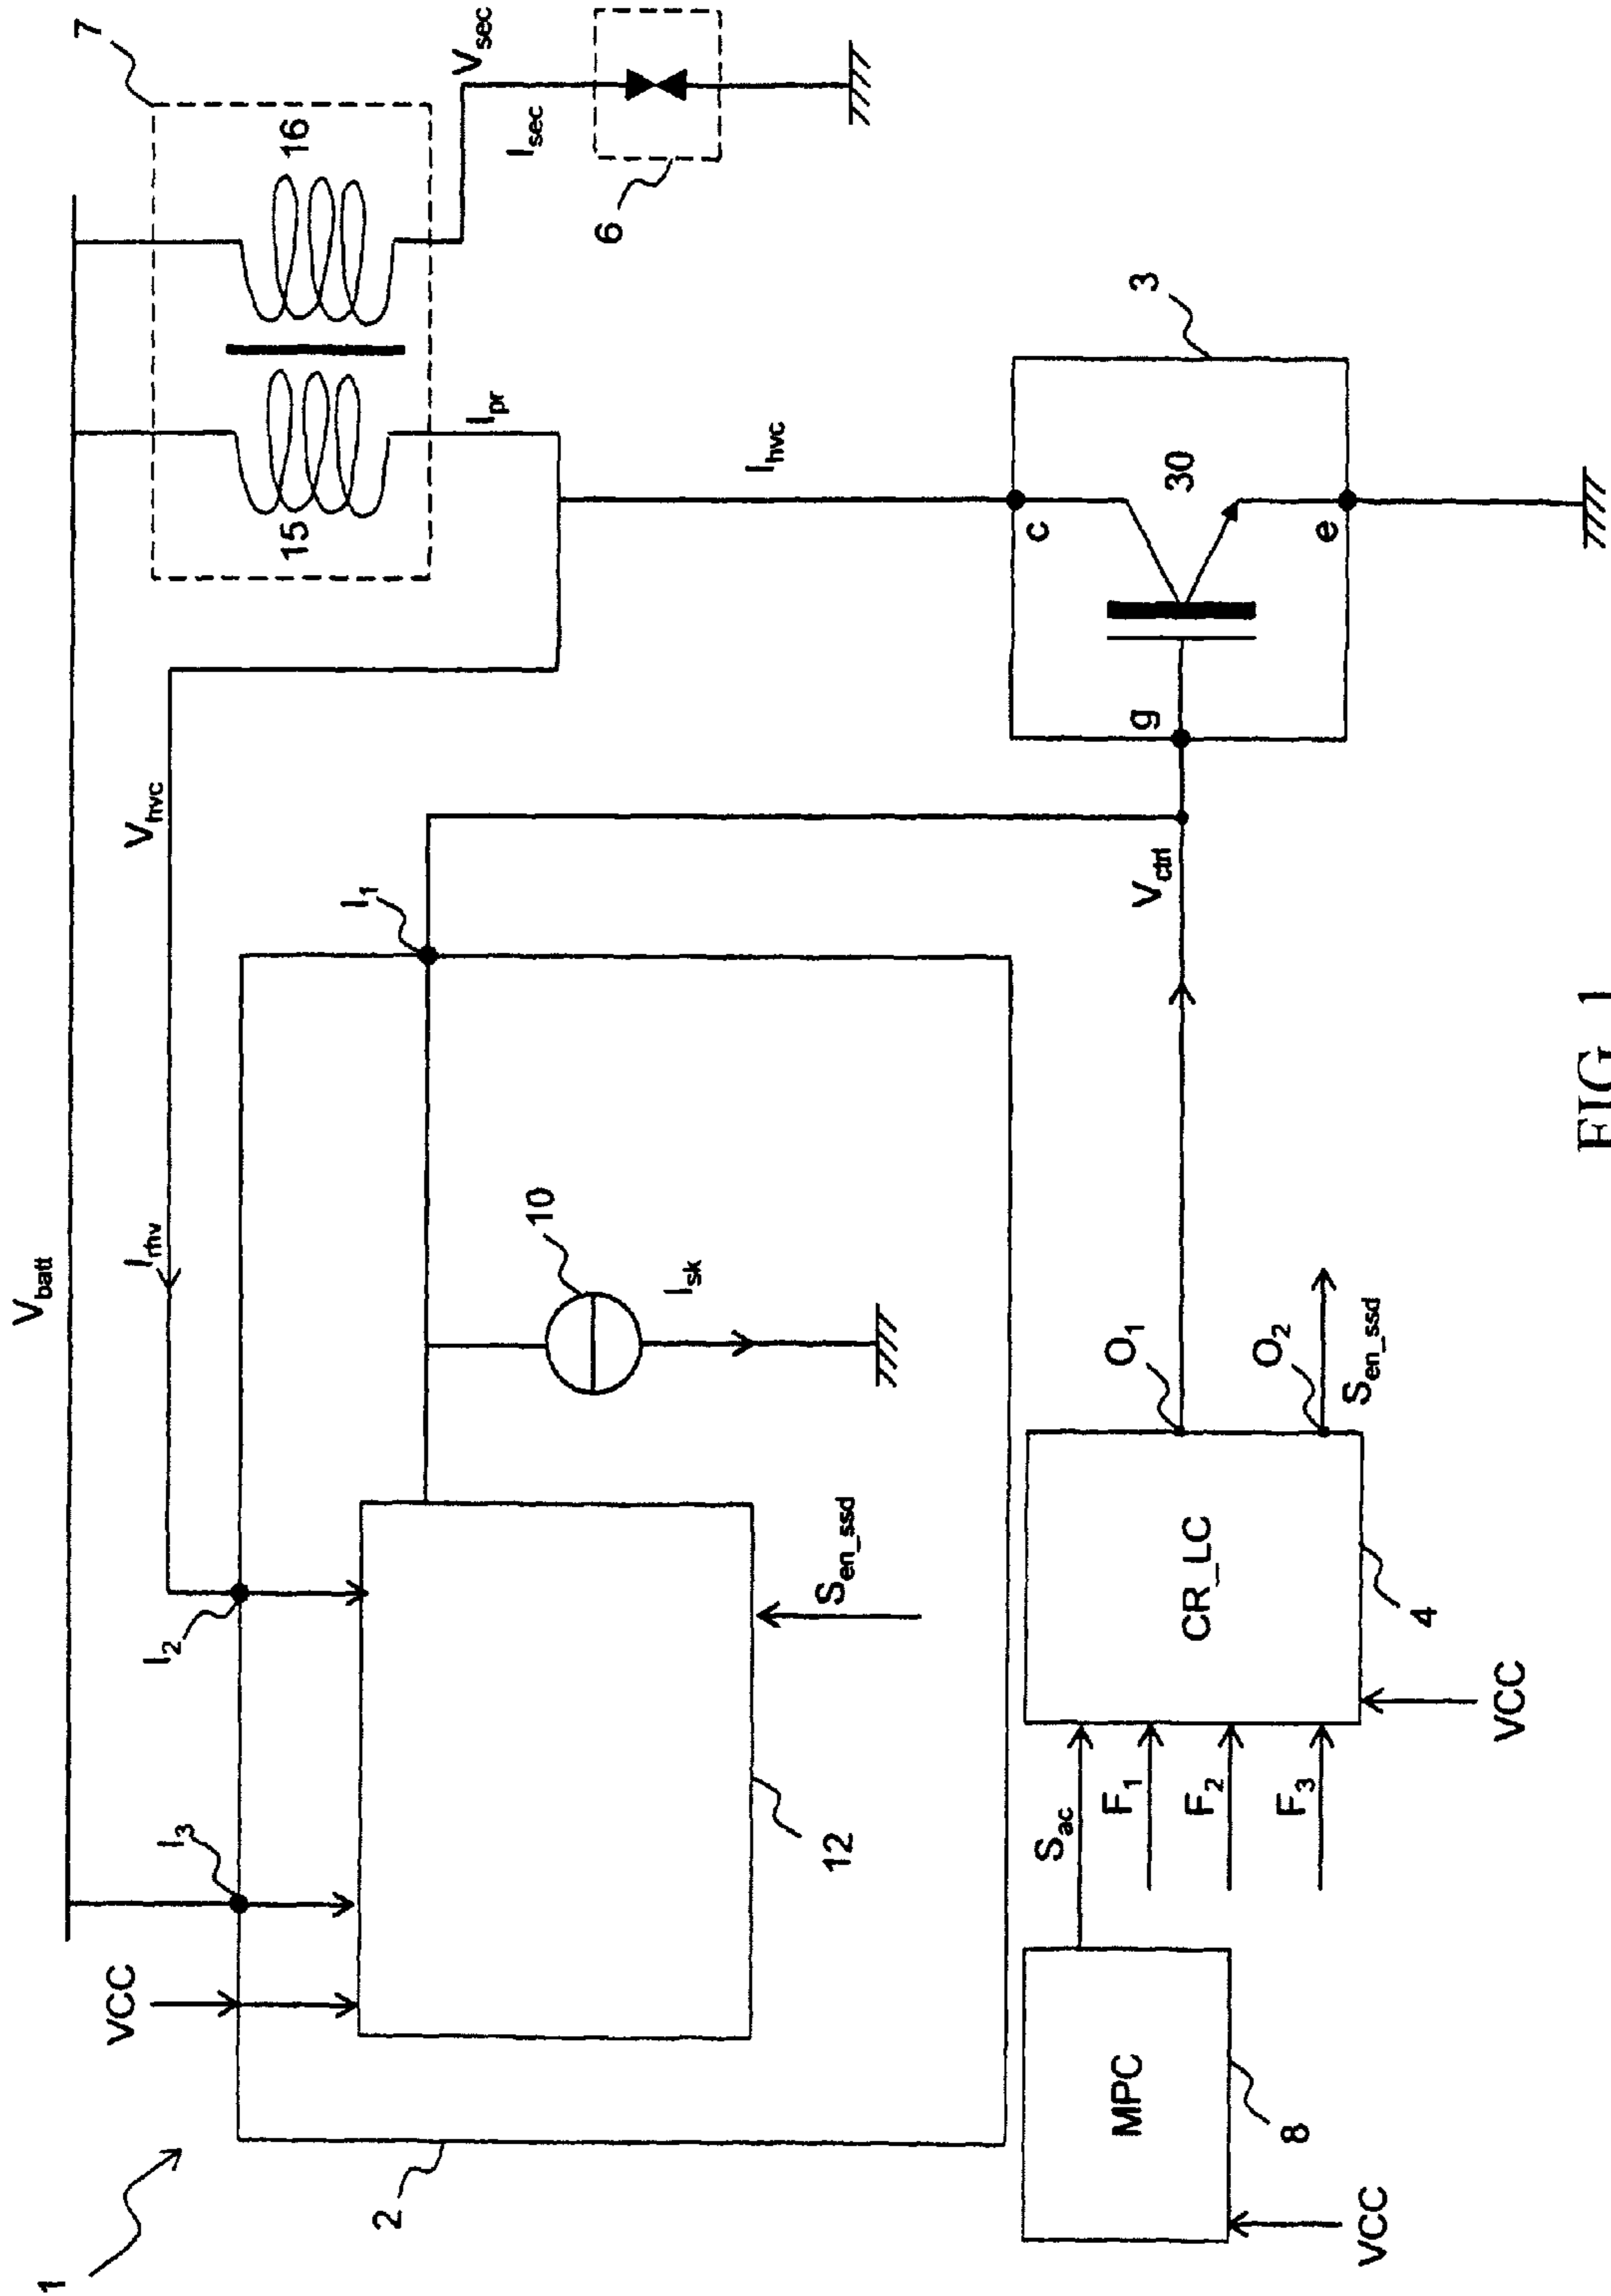 1
V_batt
7
VCC
I_3
I_2
I_rhv
V_hvc
I_1
15
16
I_pr
V_sec
I_sec
6
2
12
S_en_ssd
10
I_sk
I_hvc
3
c
30
g
e
V_ctrl
MPC
8
VCC
S_ac
F_1
F_2
F_3
CR_LC
4
VCC
O_1
O_2
S_en_ssd
FIG. 1